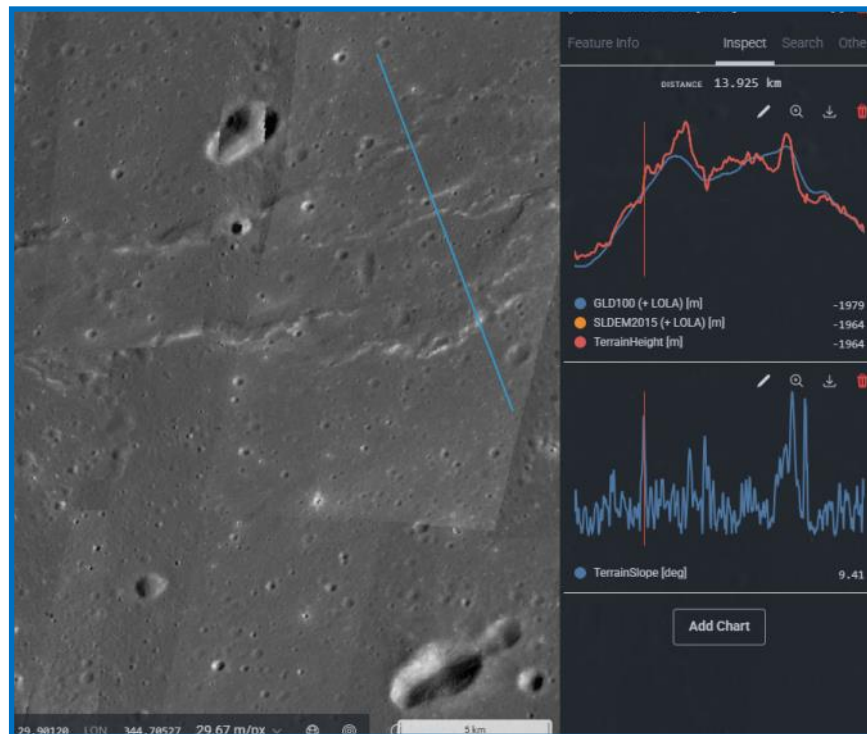 Feature Info Inspect Search Othe
DISTANCE 13.925 km
GLD100 (+ LOLA) [m] -1979
SLDEM2015 (+ LOLA) [m] -1964
TerrainHeight [m] -1964
TerrainSlope [deg] 9.41
Add Chart
29.90120 LON 344.70527 29.67 m/px 5 km